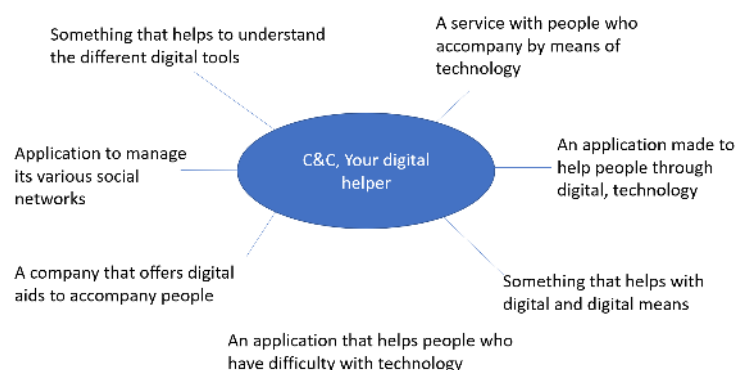 Something that helps to understand
the different digital tools
A service with people who
accompany by means of
technology
Application to manage
its various social
networks
C&C, Your digital
helper
An application made to
help people through
digital, technology
A company that offers digital
aids to accompany people
Something that helps with
digital and digital means
An application that helps people who
have difficulty with technology